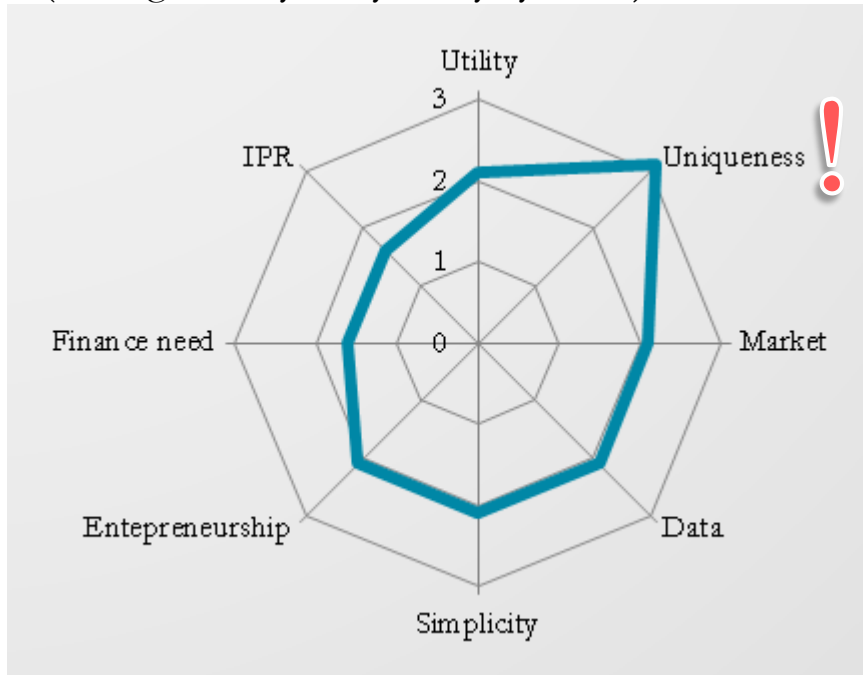 Utility
3
IPR
Uniqueness
!
2
1
Finance need
0
Market
Entepreneurship
Data
Simplicity